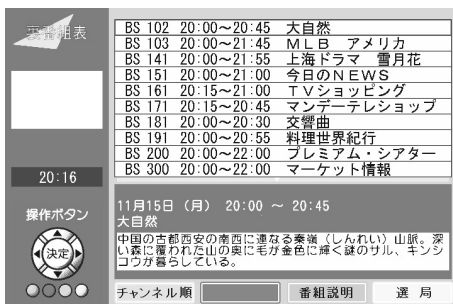 番組表
BS 102 20:00～20:45 大自然
BS 103 20:00～21:45 ＭＬＢ アメリカ
BS 141 20:00～21:55 上海ドラマ 雪月花
BS 151 20:00～21:00 今日のＮＥＷＳ
BS 161 20:15～21:00 ＴＶショッピング
BS 171 20:15～20:45 マンデーテレショップ
BS 181 20:00～20:30 交響曲
BS 191 20:00～20:55 料理世界紀行
BS 200 20:00～22:00 プレミアム・シアター
BS 300 20:00～22:00 マーケット情報
20:16
操作ボタン
決定
11月15日（月） 20:00 ～ 20:45
大自然
中国の古都西安の南西に連なる秦嶺（しんれい）山脈。深
い森に覆われた山の奥に毛が金色に輝く謎のサル、キンシ
コウが暮らしている。
チャンネル順
番組説明
選 局